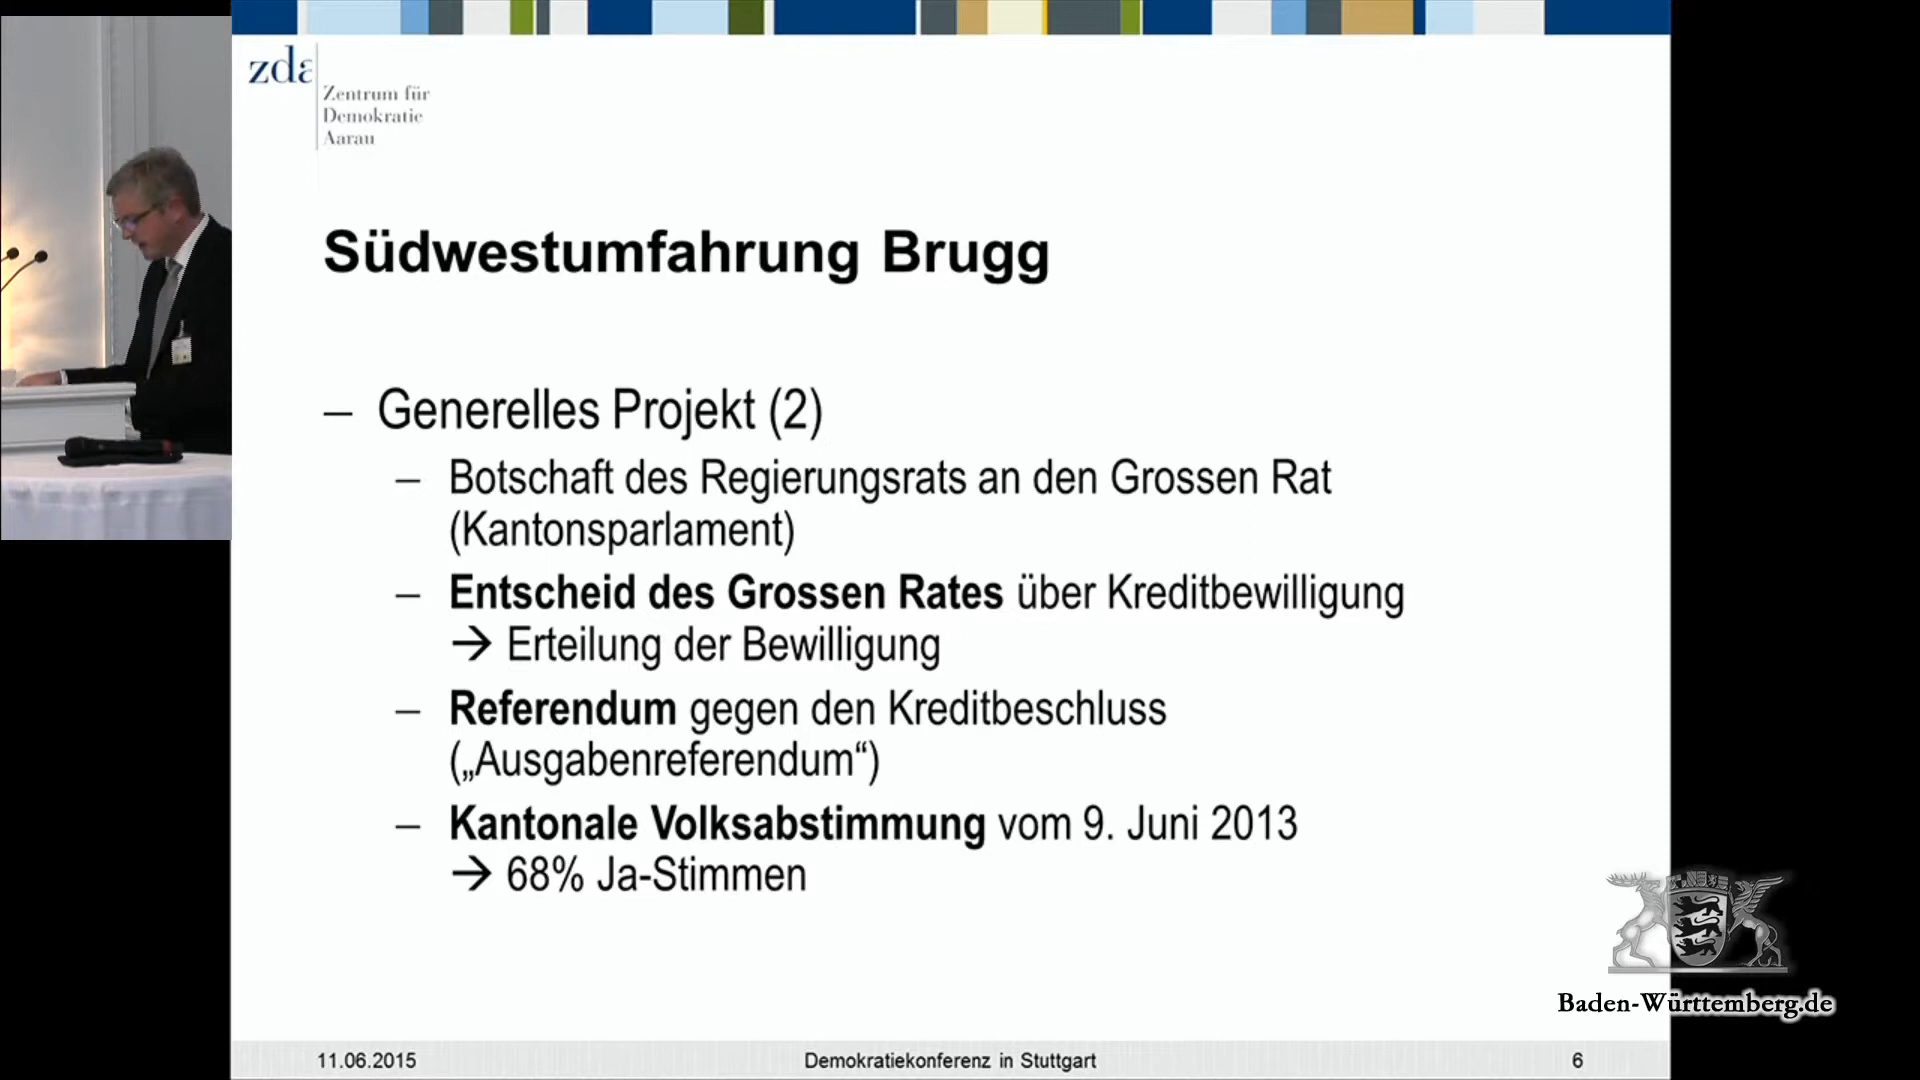 zda
Zentrum für
Demokratie
Aarau
Südwestumfahrung Brugg
– Generelles Projekt (2)
– Botschaft des Regierungsrats an den Grossen Rat
(Kantonsparlament)
– Entscheid des Grossen Rates über Kreditbewilligung
→ Erteilung der Bewilligung
– Referendum gegen den Kreditbeschluss
(„Ausgabenreferendum“)
– Kantonale Volksabstimmung vom 9. Juni 2013
→ 68% Ja-Stimmen
Baden-Württemberg.de
11.06.2015 Demokratiekonferenz in Stuttgart 6